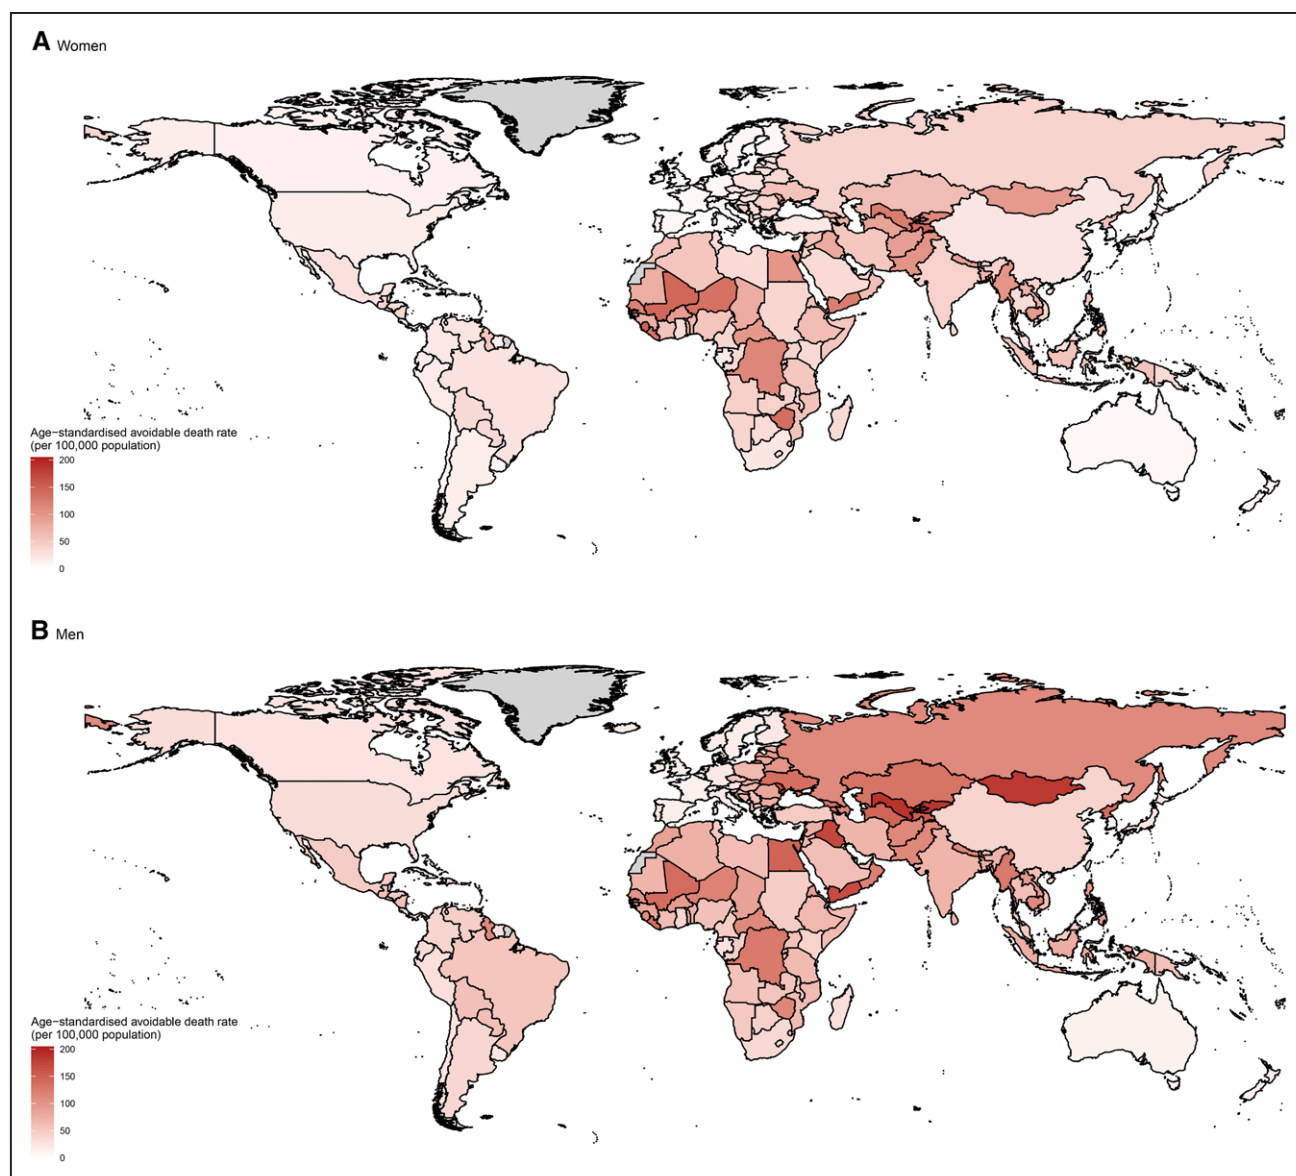 A Women
Age-standardised avoidable death rate
(per 100,000 population)
200
150
100
50
0
B Men
Age-standardised avoidable death rate
(per 100,000 population)
200
150
100
50
0